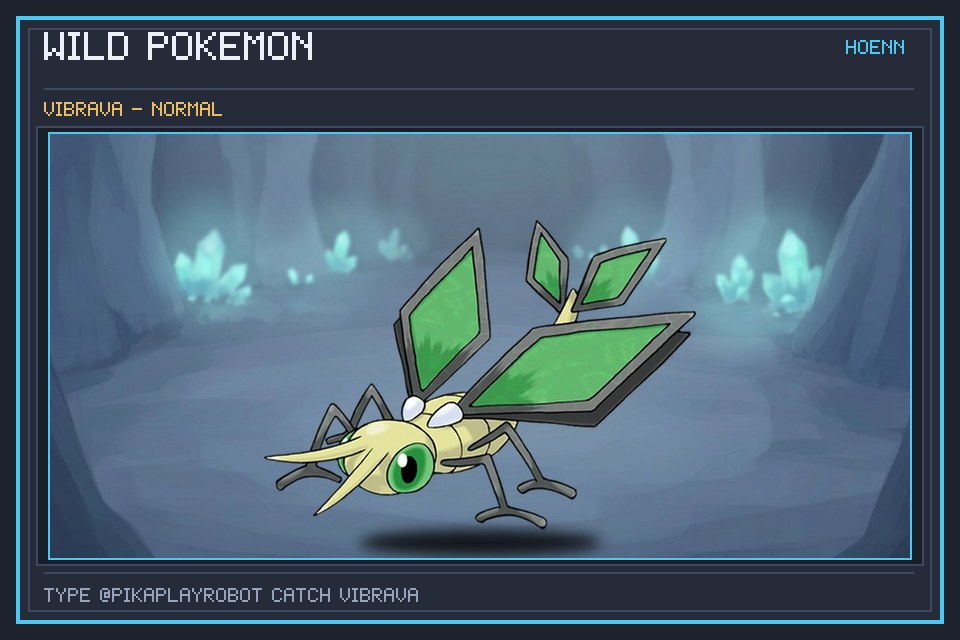 WILD POKEMON
HOENN
VIBRAVA - NORMAL
TYPE @PIKAPLAYROBOT CATCH VIBRAVA